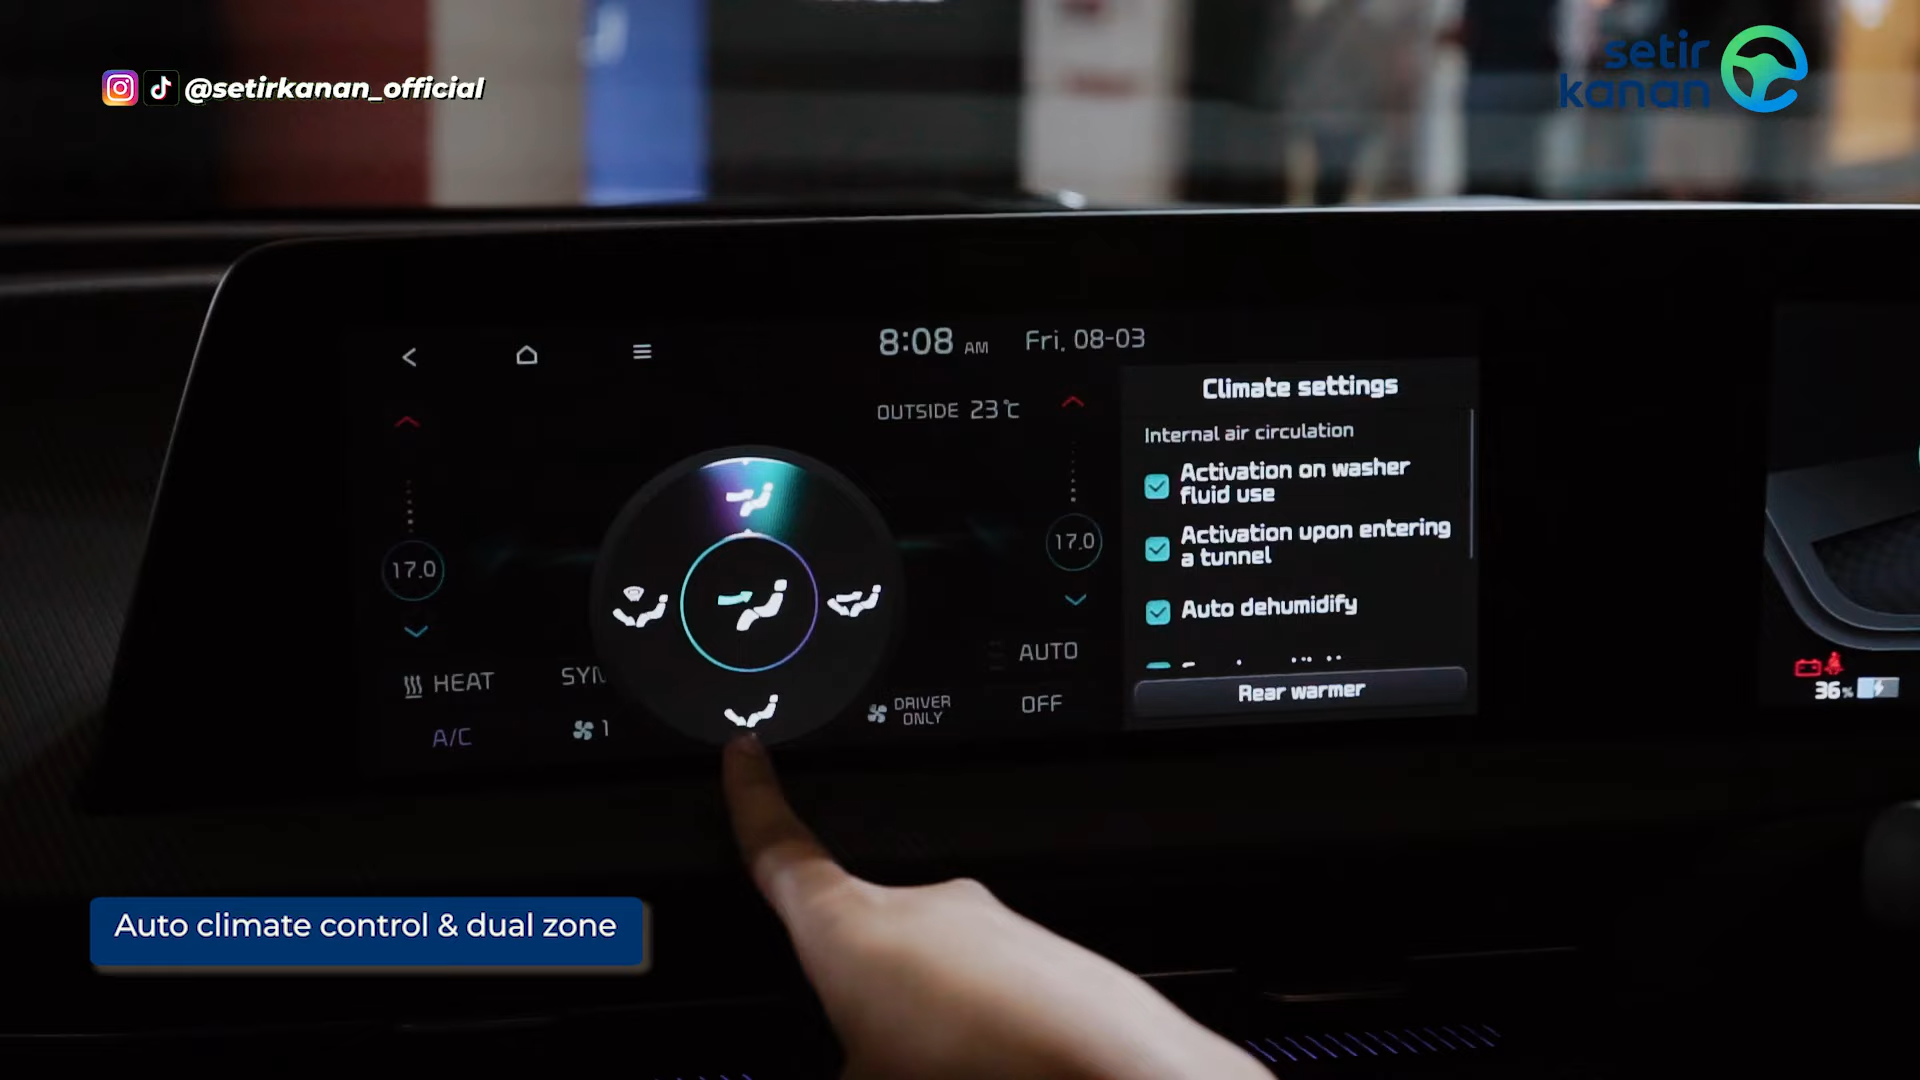 @setirkanan_official
setir
kanan
8:08 AM Fri, 08-03
OUTSIDE 23°C
17.0
17.0
HEAT
A/C
1
DRIVER
ONLY
AUTO
OFF
Climate settings
Internal air circulation
Activation on washer
fluid use
Activation upon entering
a tunnel
Auto dehumidify
Rear warmer
36%
Auto climate control & dual zone